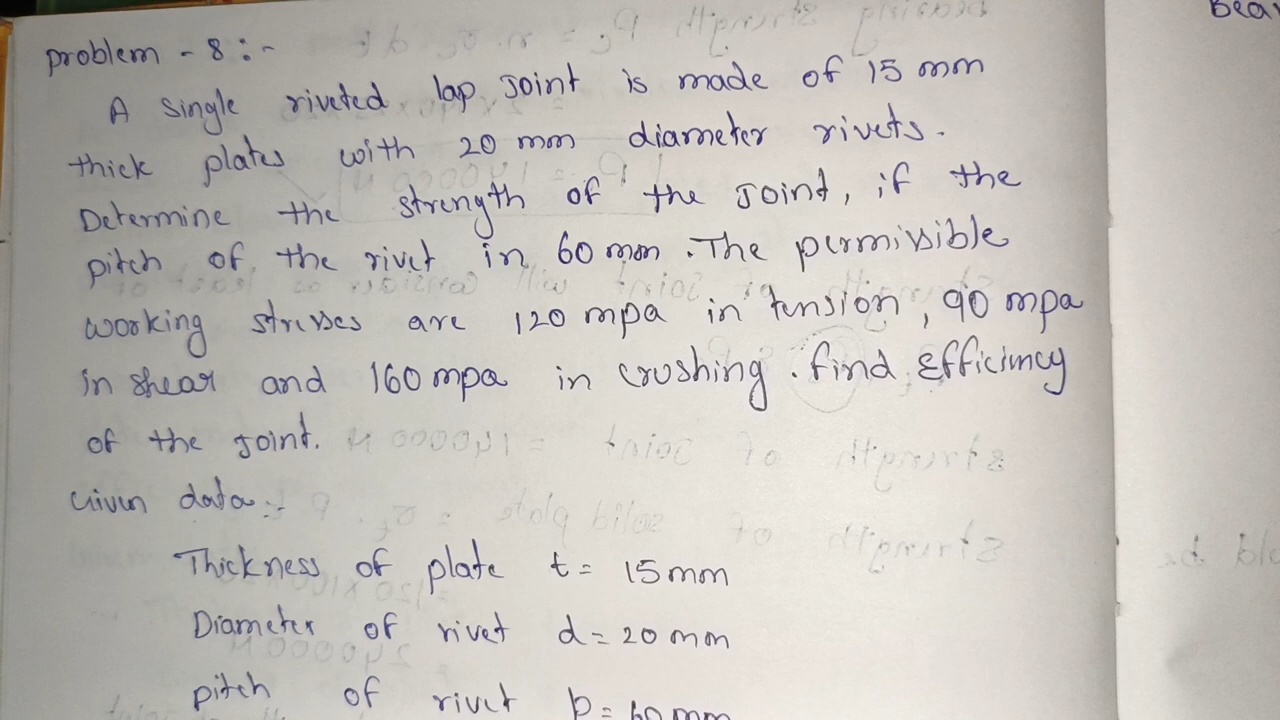 problem - 8 :-
A single riveted lap joint is made of 15 mm
thick plates with 20 mm diameter rivets.
Determine the strength of the joint, if the
pitch of the rivet in 60 mm. The permissible
working stresses are 120 mpa in tension, 90 mpa
in shear and 160 mpa in crushing. find Efficiency
of the joint.
Given data :-
Thickness of plate t = 15 mm
Diameter of rivet d = 20 mm
pitch of rivet p = 60 mm
Bear